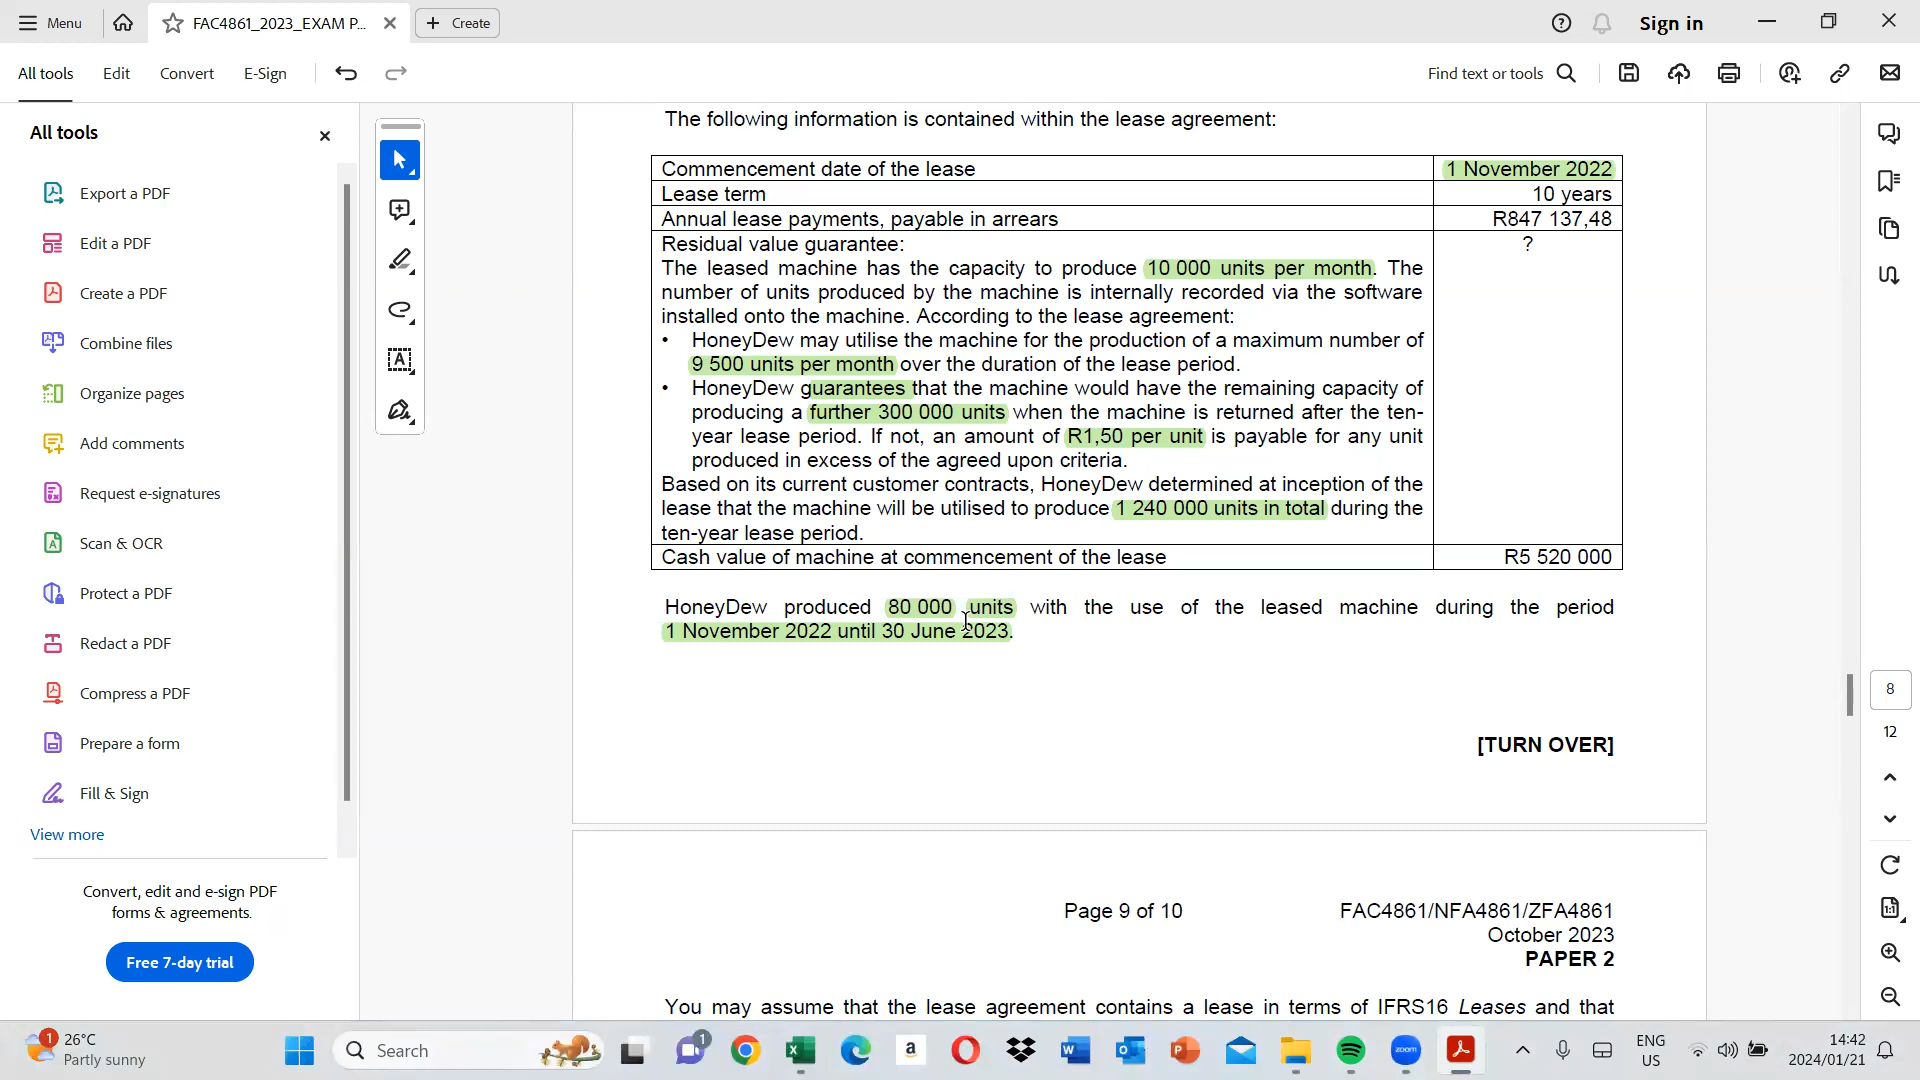 Menu
FAC4861_2023_EXAM P...
Create
Sign in
All tools
Edit
Convert
E-Sign
Find text or tools
All tools
Export a PDF
Edit a PDF
Create a PDF
Combine files
Organize pages
Add comments
Request e-signatures
Scan & OCR
Protect a PDF
Redact a PDF
Compress a PDF
Prepare a form
Fill & Sign
View more
Convert, edit and e-sign PDF
forms & agreements.
Free 7-day trial
The following information is contained within the lease agreement:
Commencement date of the lease 1 November 2022
Lease term 10 years
Annual lease payments, payable in arrears R847 137,48
Residual value guarantee: ?
The leased machine has the capacity to produce 10 000 units per month. The
number of units produced by the machine is internally recorded via the software
installed onto the machine. According to the lease agreement:
• HoneyDew may utilise the machine for the production of a maximum number of
9 500 units per month over the duration of the lease period.
• HoneyDew guarantees that the machine would have the remaining capacity of
producing a further 300 000 units when the machine is returned after the ten-
year lease period. If not, an amount of R1,50 per unit is payable for any unit
produced in excess of the agreed upon criteria.
Based on its current customer contracts, HoneyDew determined at inception of the
lease that the machine will be utilised to produce 1 240 000 units in total during the
ten-year lease period.
Cash value of machine at commencement of the lease R5 520 000
HoneyDew produced 80 000 units with the use of the leased machine during the period
1 November 2022 until 30 June 2023.
[TURN OVER]
Page 9 of 10 FAC4861/NFA4861/ZFA4861
October 2023
PAPER 2
You may assume that the lease agreement contains a lease in terms of IFRS16 Leases and that
8
12
1:1
1
26°C
Partly sunny
Search
1
zoom
ENG
US
14:42
2024/01/21